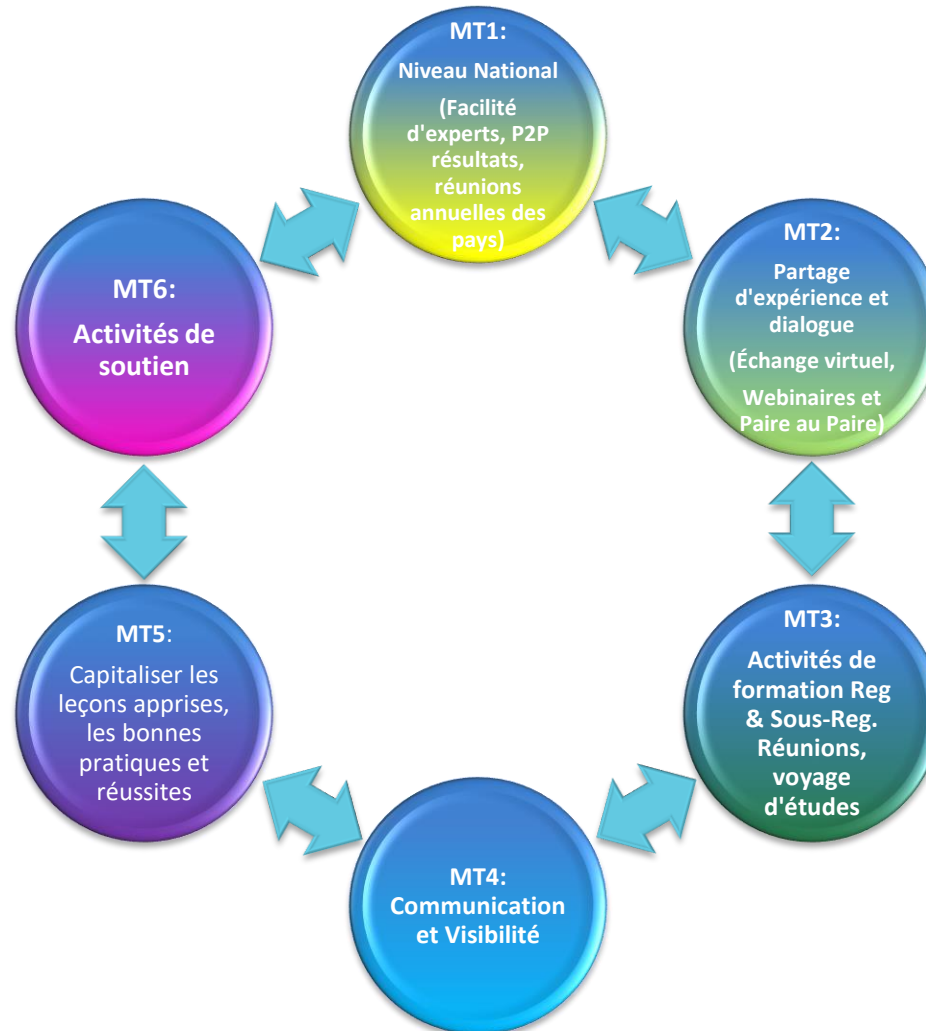 MT1:
Niveau National
(Facilité
d'experts, P2P
résultats,
réunions
annuelles des
pays)
MT2:
Partage
d'expérience et
dialogue
(Échange virtuel,
Webinaires et
Paire au Paire)
MT3:
Activités de
formation Reg
& Sous-Reg.
Réunions,
voyage
d'études
MT4:
Communication
et Visibilité
MT5:
Capitaliser les
leçons apprises,
les bonnes
pratiques et
réussites
MT6:
Activités de
soutien